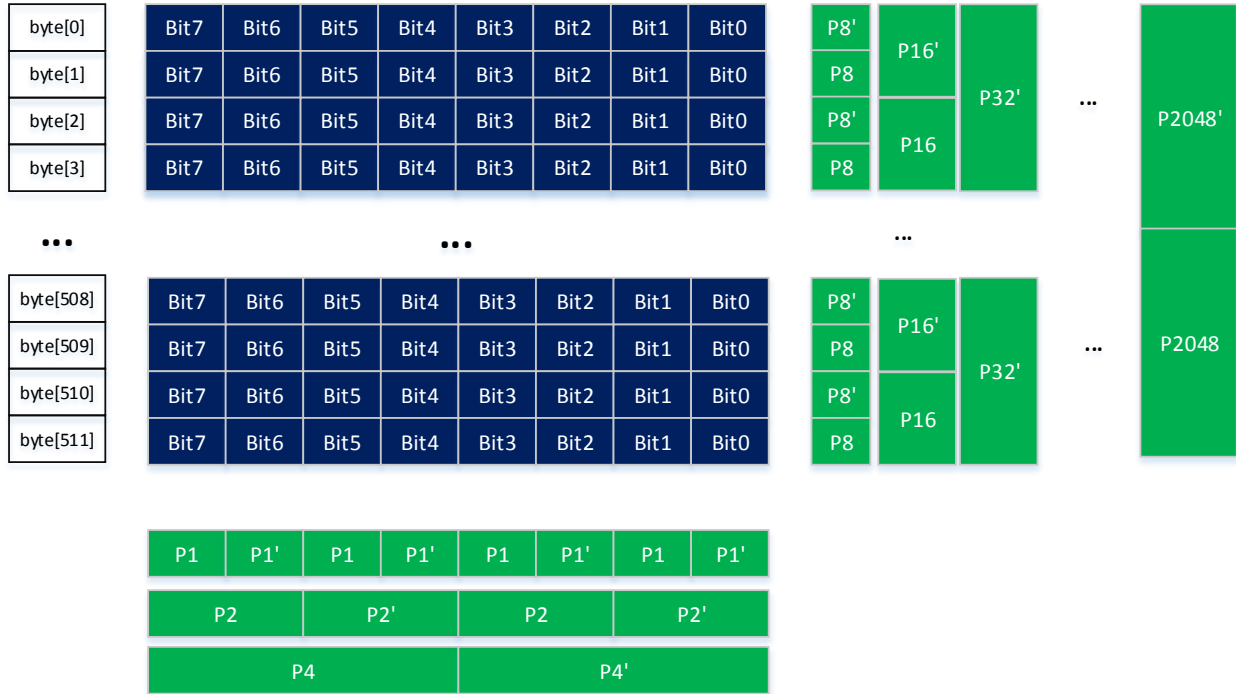 byte[0] Bit7 Bit6 Bit5 Bit4 Bit3 Bit2 Bit1 Bit0 P8' P16' P32' ... P2048'
byte[1] Bit7 Bit6 Bit5 Bit4 Bit3 Bit2 Bit1 Bit0 P8
byte[2] Bit7 Bit6 Bit5 Bit4 Bit3 Bit2 Bit1 Bit0 P8' P16
byte[3] Bit7 Bit6 Bit5 Bit4 Bit3 Bit2 Bit1 Bit0 P8
... ... ...
byte[508] Bit7 Bit6 Bit5 Bit4 Bit3 Bit2 Bit1 Bit0 P8' P16' P32' ... P2048
byte[509] Bit7 Bit6 Bit5 Bit4 Bit3 Bit2 Bit1 Bit0 P8
byte[510] Bit7 Bit6 Bit5 Bit4 Bit3 Bit2 Bit1 Bit0 P8' P16
byte[511] Bit7 Bit6 Bit5 Bit4 Bit3 Bit2 Bit1 Bit0 P8
P1 P1' P1 P1' P1 P1' P1 P1'
P2 P2' P2 P2'
P4 P4'